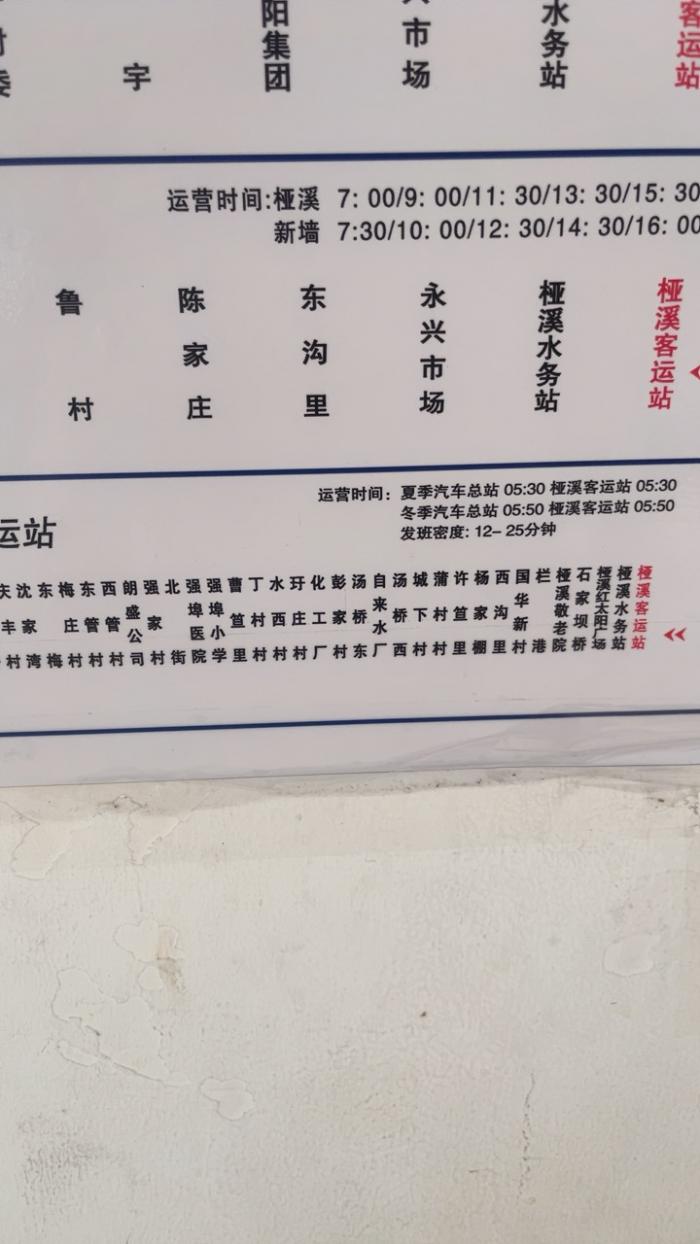 宇
阳集团
市场
水务站
客运站
运营时间:桠溪 7: 00/9: 00/11: 30/13: 30/15: 30
新墙 7:30/10: 00/12: 30/14: 30/16: 00
鲁村
陈家庄
东沟里
永兴市场
桠溪水务站
桠溪客运站
运站
运营时间: 夏季汽车总站 05:30 桠溪客运站 05:30
冬季汽车总站 05:50 桠溪客运站 05:50
发班密度: 12-25分钟
沈家湾
东梅
梅庄村
东管村
西管村
朗盛公司
强家村
北街
强埠医院
强埠小学
曹笪里
丁村
水西村
玗庄村
化工厂
彭家村
汤桥东
自来水厂
汤桥西
城下村
蒲村村
许笪里
杨家棚
西沟里
国华新村
栏港
桠溪敬老院
石家坝桥
桠溪红太阳广场
桠溪水务站
桠溪客运站